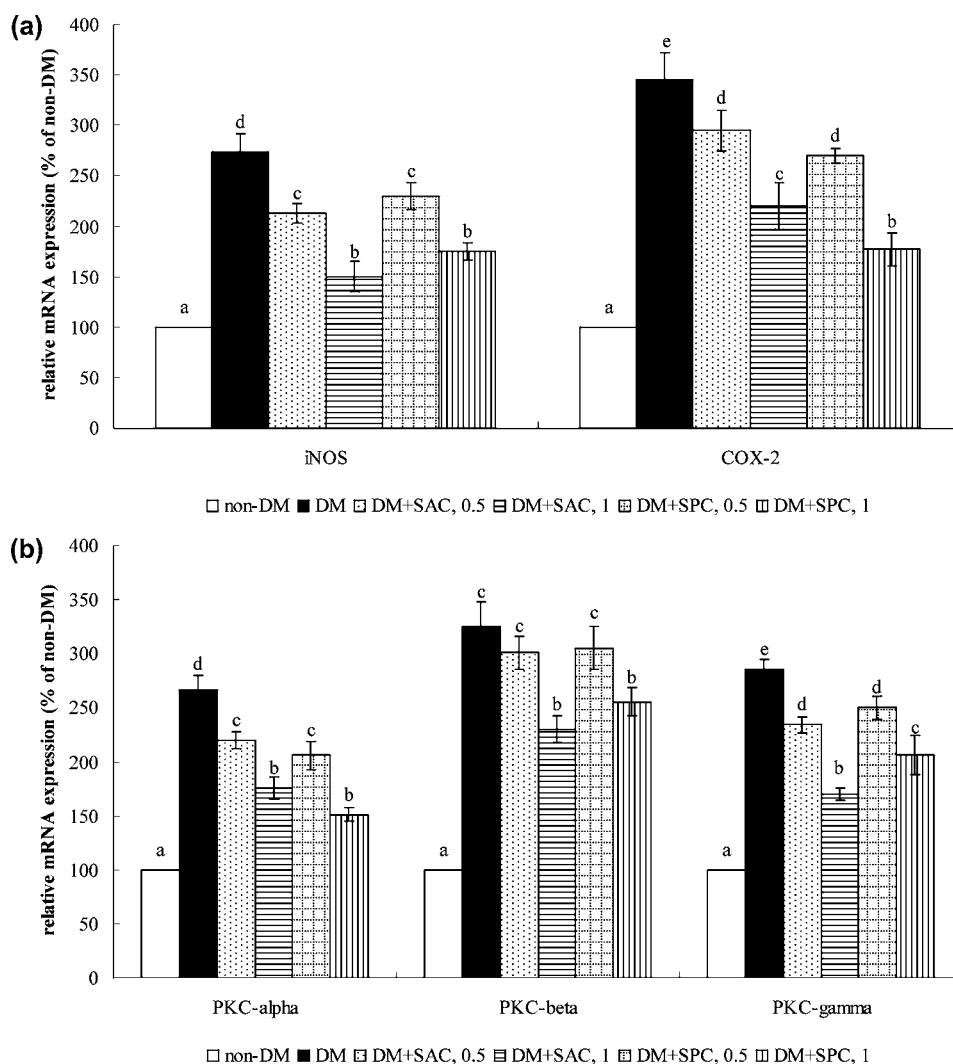 (a)
relative mRNA expression (% of non-DM)
400
350
300
250
200
150
100
50
0
a
d
c
b
c
b
a
e
d
c
d
b
iNOS
COX-2
non-DM DM DM+SAC, 0.5 DM+SAC, 1 DM+SPC, 0.5 DM+SPC, 1
(b)
relative mRNA expression (% of non-DM)
400
350
300
250
200
150
100
50
0
a
d
c
b
c
b
a
c
c
b
c
b
a
e
d
b
d
c
PKC-alpha
PKC-beta
PKC-gamma
non-DM DM DM+SAC, 0.5 DM+SAC, 1 DM+SPC, 0.5 DM+SPC, 1